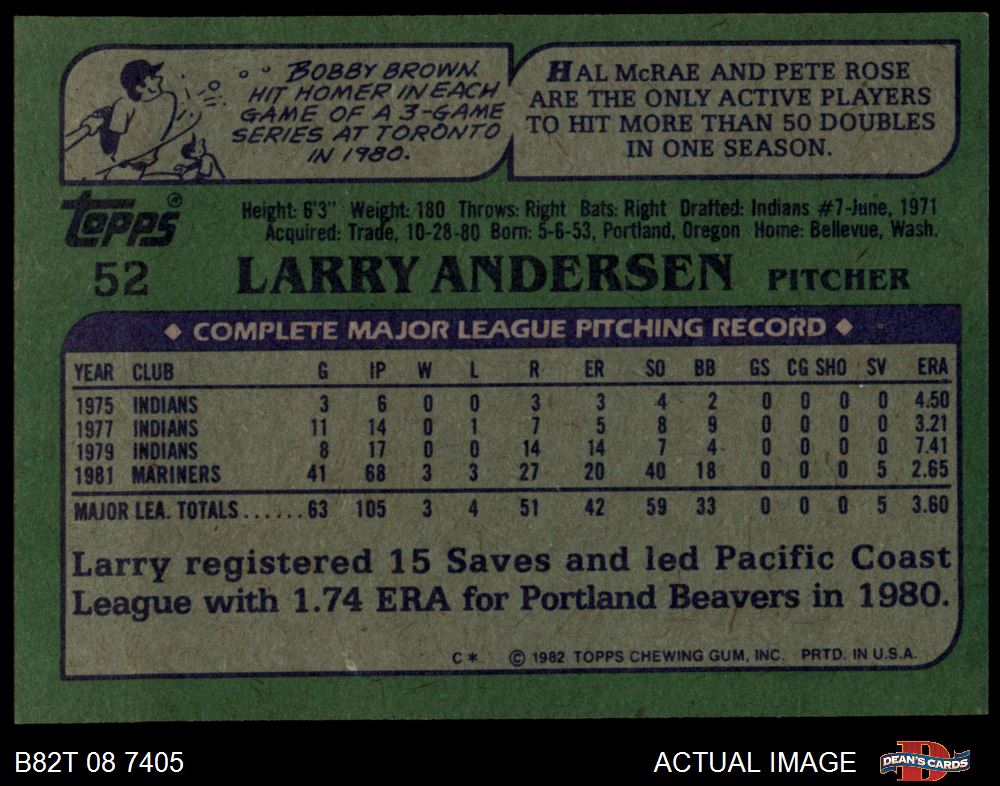 BOBBY BROWN
HIT HOMER IN EACH
GAME OF A 3-GAME
SERIES AT TORONTO
IN 1980.
HAL McRAE AND PETE ROSE
ARE THE ONLY ACTIVE PLAYERS
TO HIT MORE THAN 50 DOUBLES
IN ONE SEASON.
topps®
Height: 6'3" Weight: 180 Throws: Right Bats: Right Drafted: Indians #7-June, 1971
Acquired: Trade, 10-28-80 Born: 5-6-53, Portland, Oregon Home: Bellevue, Wash.
52 LARRY ANDERSEN PITCHER
◆ COMPLETE MAJOR LEAGUE PITCHING RECORD ◆
YEAR CLUB G IP W L R ER SO BB GS CG SHO SV ERA
1975 INDIANS 3 6 0 0 3 3 4 2 0 0 0 0 4.50
1977 INDIANS 11 14 0 1 7 5 8 9 0 0 0 0 3.21
1979 INDIANS 8 17 0 0 14 14 7 4 0 0 0 0 7.41
1981 MARINERS 41 68 3 3 27 20 40 18 0 0 0 5 2.65
MAJOR LEA. TOTALS......63 105 3 4 51 42 59 33 0 0 0 5 3.60
Larry registered 15 Saves and led Pacific Coast
League with 1.74 ERA for Portland Beavers in 1980.
C* © 1982 TOPPS CHEWING GUM, INC. PRTD. IN U.S.A.
B82T 08 7405
ACTUAL IMAGE
D
DEAN'S CARDS